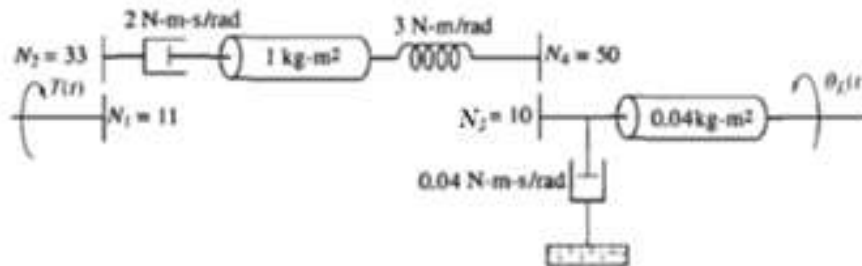 2 N-m-s/rad
3 N-m/rad
N₂ = 33
1 kg-m²
N₄ = 50
T(t)
N₁ = 11
N₃ = 10
0.04kg-m²
θL(t
0.04 N-m-s/rad